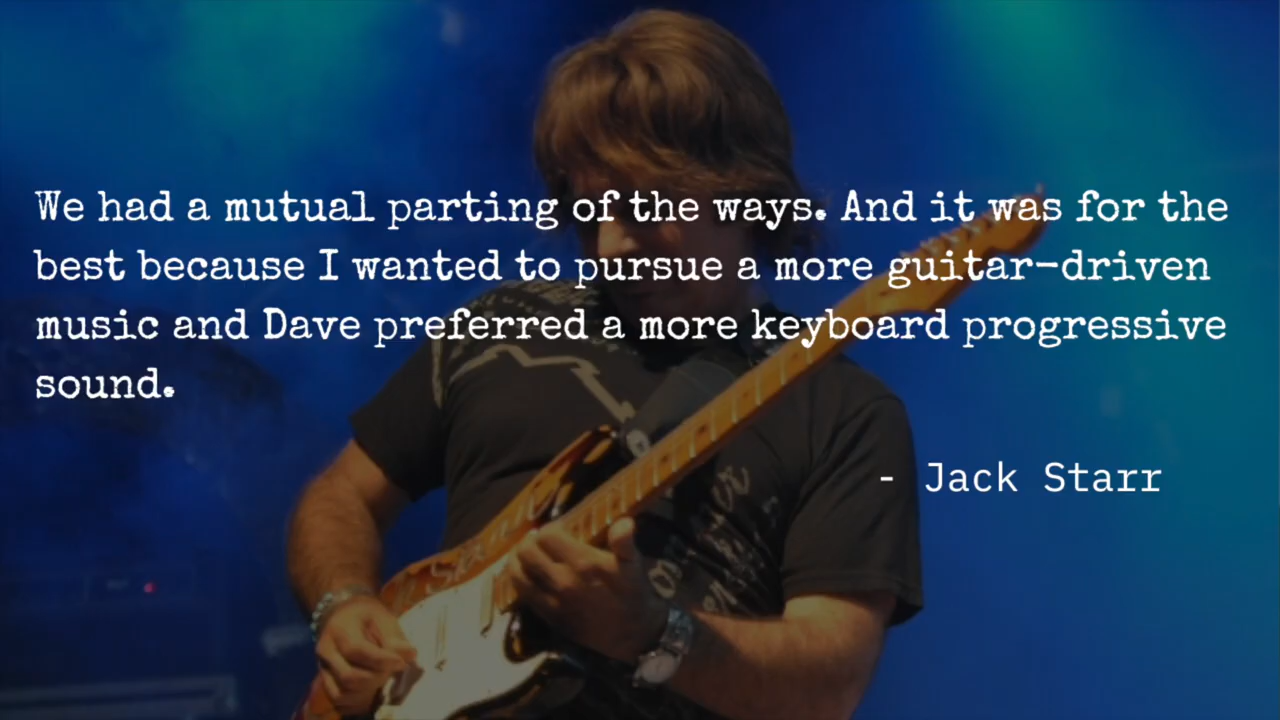 We had a mutual parting of the ways. And it was for the
best because I wanted to pursue a more guitar-driven
music and Dave preferred a more keyboard progressive
sound.
- Jack Starr